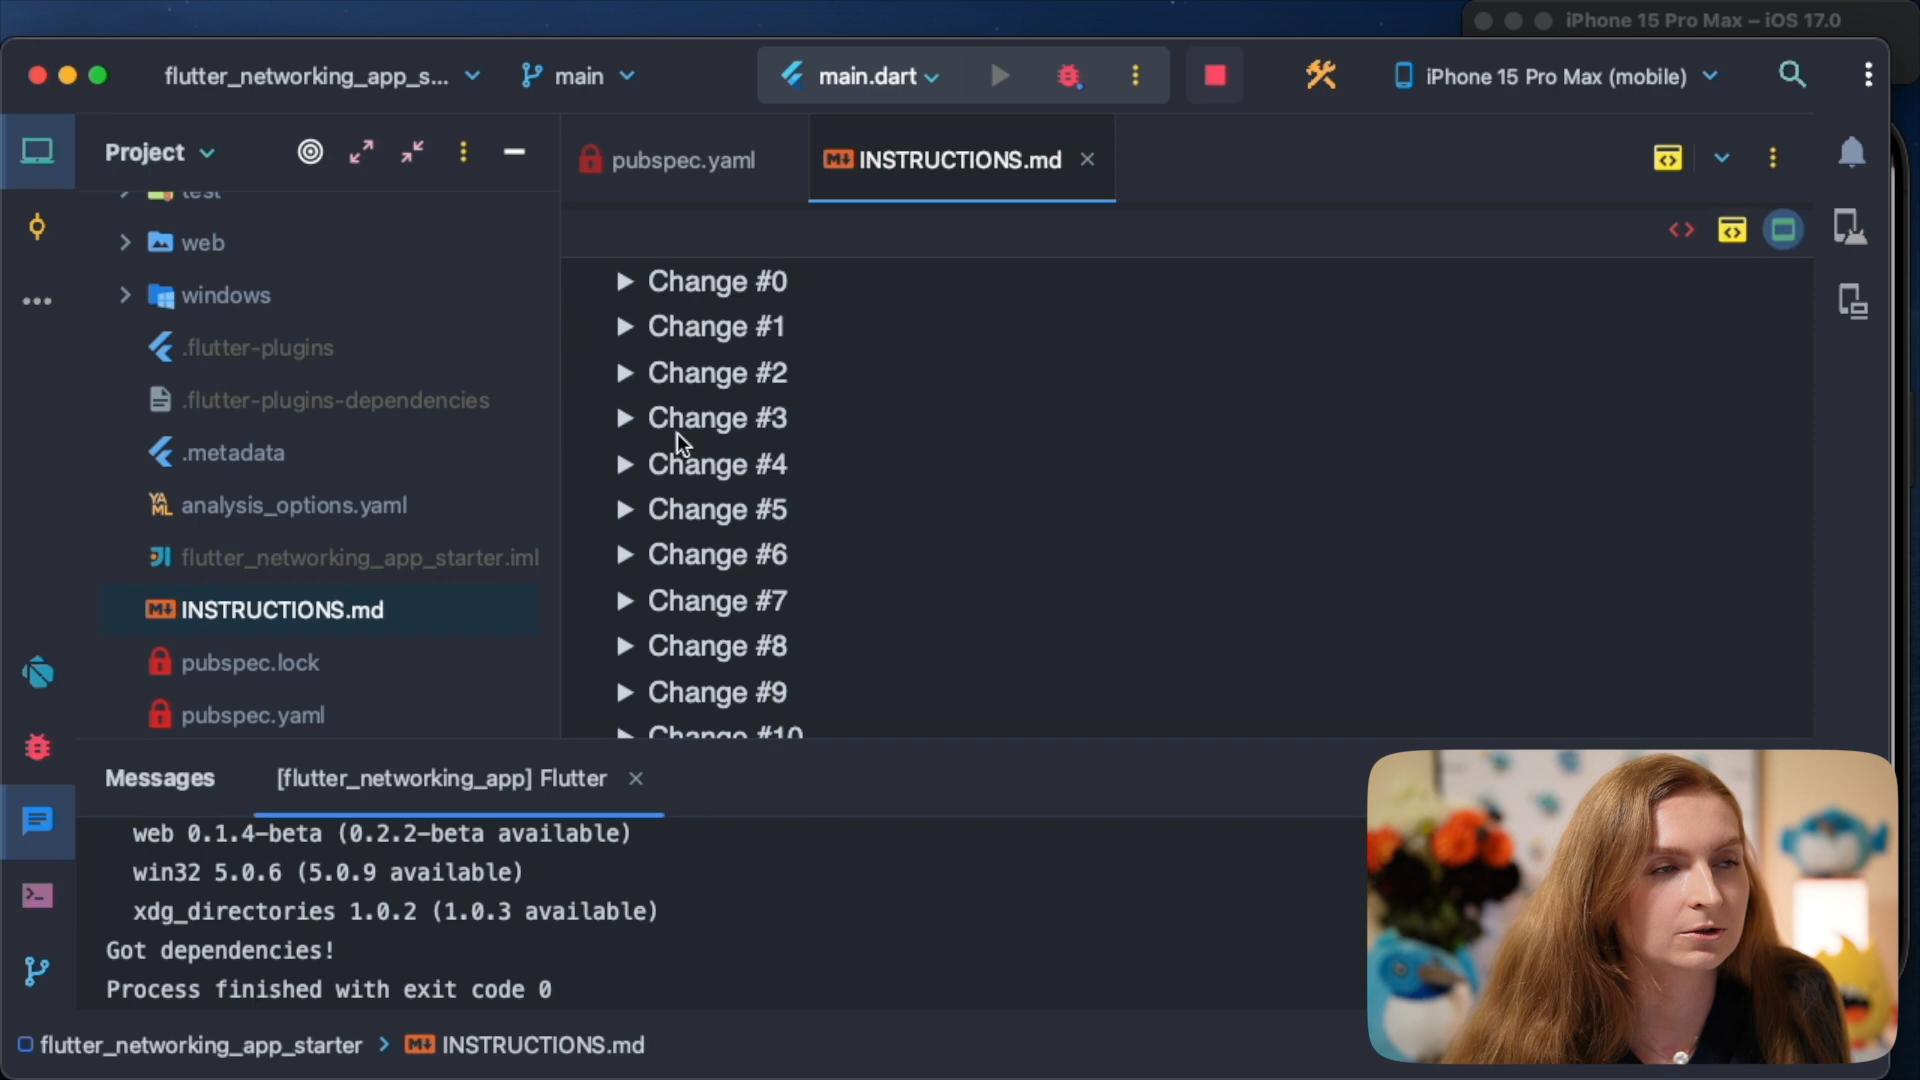 iPhone 15 Pro Max – iOS 17.0
flutter_networking_app_s...
main
main.dart
iPhone 15 Pro Max (mobile)
Project
pubspec.yaml
INSTRUCTIONS.md
test
web
windows
.flutter-plugins
.flutter-plugins-dependencies
.metadata
analysis_options.yaml
flutter_networking_app_starter.iml
INSTRUCTIONS.md
pubspec.lock
pubspec.yaml
Change #0
Change #1
Change #2
Change #3
Change #4
Change #5
Change #6
Change #7
Change #8
Change #9
Change #10
Messages
[flutter_networking_app] Flutter
web 0.1.4-beta (0.2.2-beta available)
win32 5.0.6 (5.0.9 available)
xdg_directories 1.0.2 (1.0.3 available)
Got dependencies!
Process finished with exit code 0
flutter_networking_app_starter > INSTRUCTIONS.md